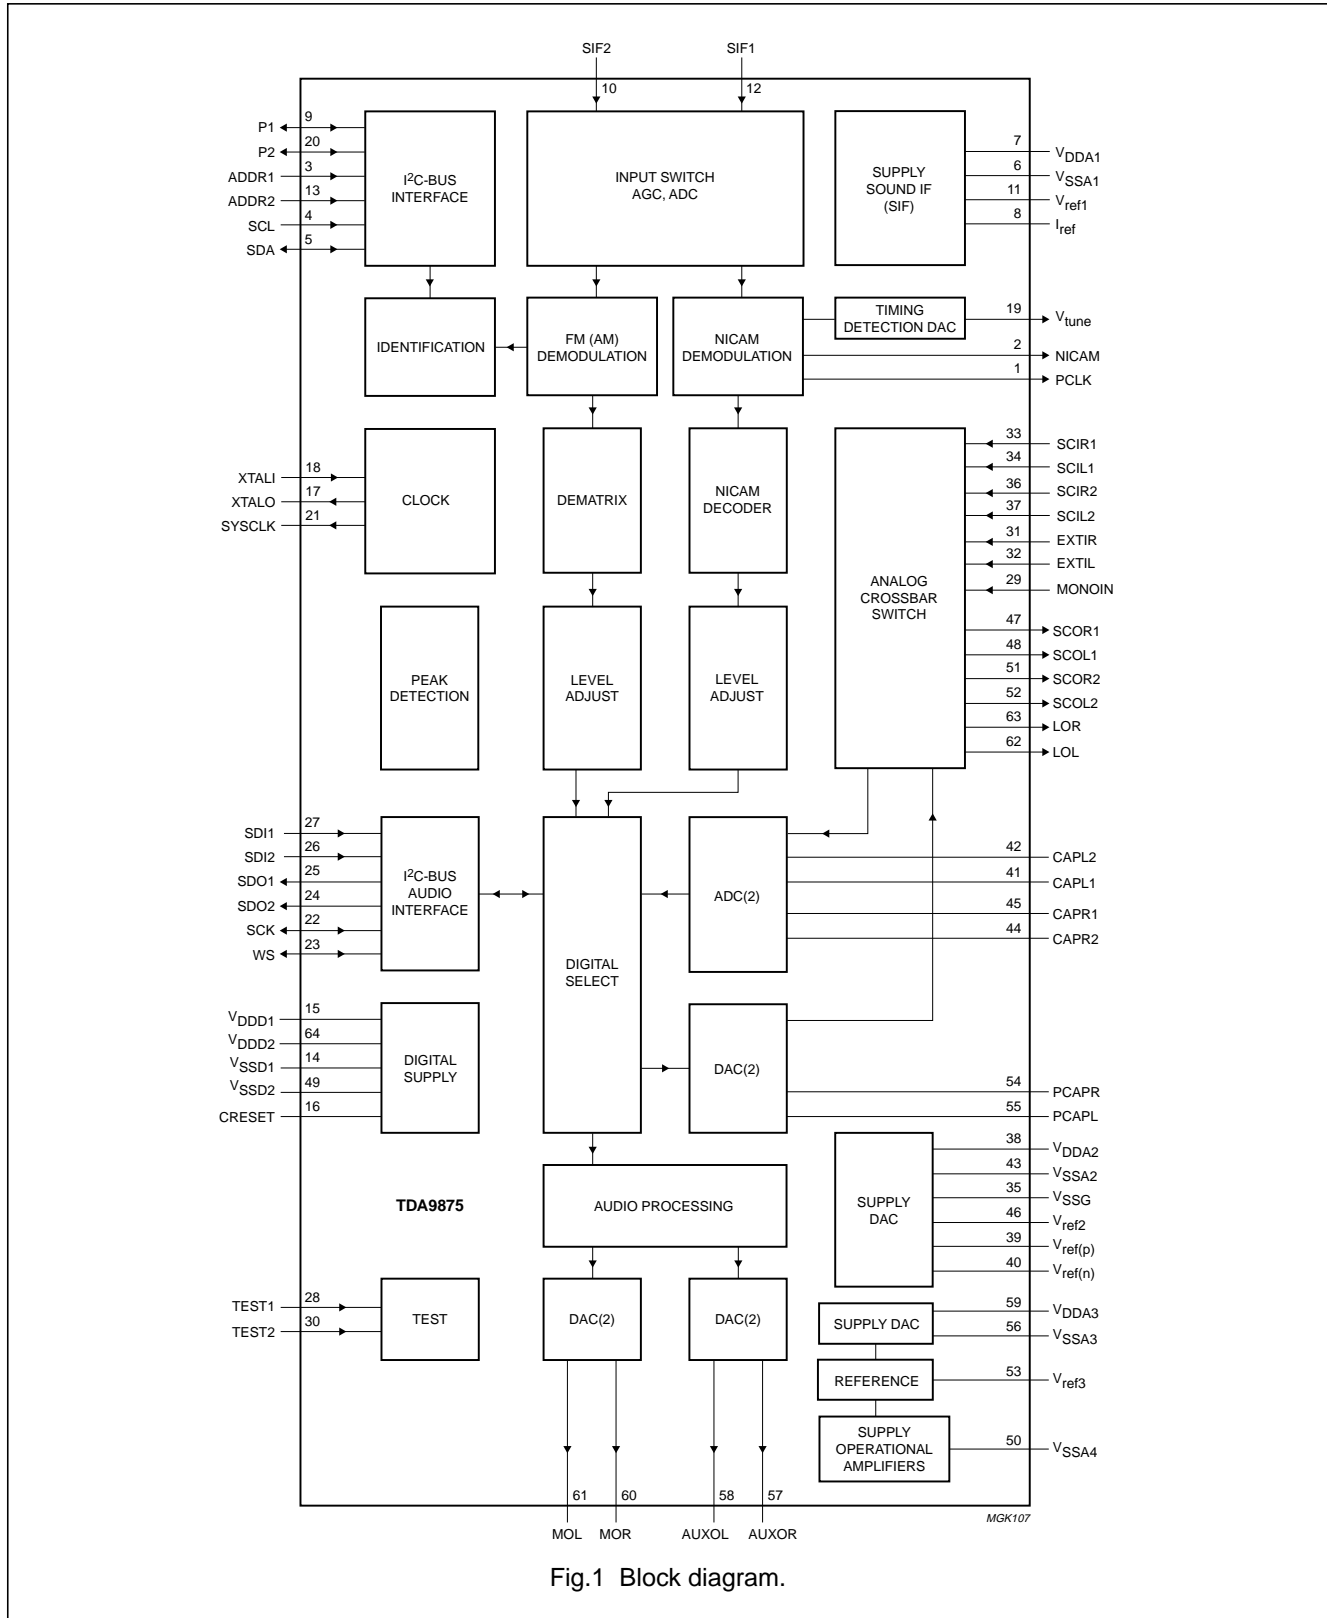 SIF2 SIF1
10 12
P1 9
P2 20
ADDR1 3
ADDR2 13
SCL 4
SDA 5
I²C-BUS
INTERFACE
INPUT SWITCH
AGC, ADC
SUPPLY
SOUND IF
(SIF)
7 VDDA1
6 VSSA1
11 Vref1
8 Iref
IDENTIFICATION
FM (AM)
DEMODULATION
NICAM
DEMODULATION
TIMING
DETECTION DAC
19 Vtune
2 NICAM
1 PCLK
XTALI 18
XTALO 17
SYSCLK 21
CLOCK
DEMATRIX
NICAM
DECODER
ANALOG
CROSSBAR
SWITCH
33 SCIR1
34 SCIL1
36 SCIR2
37 SCIL2
31 EXTIR
32 EXTIL
29 MONOIN
47 SCOR1
48 SCOL1
51 SCOR2
52 SCOL2
63 LOR
62 LOL
PEAK
DETECTION
LEVEL
ADJUST
LEVEL
ADJUST
SDI1 27
SDI2 26
SDO1 25
SDO2 24
SCK 22
WS 23
I²C-BUS
AUDIO
INTERFACE
DIGITAL
SELECT
ADC(2)
42 CAPL2
41 CAPL1
45 CAPR1
44 CAPR2
VDDD1 15
VDDD2 64
VSSD1 14
VSSD2 49
CRESET 16
DIGITAL
SUPPLY
DAC(2)
54 PCAPR
55 PCAPL
TDA9875
AUDIO PROCESSING
SUPPLY
DAC
38 VDDA2
43 VSSA2
35 VSSG
46 Vref2
39 Vref(p)
40 Vref(n)
TEST1 28
TEST2 30
TEST
DAC(2)
DAC(2)
SUPPLY DAC
59 VDDA3
56 VSSA3
REFERENCE
53 Vref3
SUPPLY
OPERATIONAL
AMPLIFIERS
50 VSSA4
61 60 58 57
MOL MOR AUXOL AUXOR
MGK107
Fig.1 Block diagram.